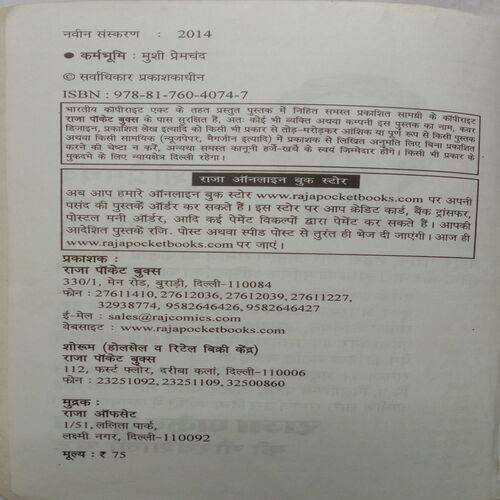 नवीन संस्करण : 2014
● कर्मभूमि : मुंशी प्रेमचंद
© सर्वाधिकार प्रकाशकाधीन
ISBN : 978-81-760-4074-7
भारतीय कॉपीराइट एक्ट के तहत प्रस्तुत पुस्तक में निहित समस्त प्रकाशित सामग्री के कॉपीराइट
राजा पॉकेट बुक्स के पास सुरक्षित हैं, अतः कोई भी व्यक्ति अथवा कम्पनी इस पुस्तक का नाम, कवर
डिजाइन, प्रकाशित लेख इत्यादि को किसी भी प्रकार से तोड़-मरोड़कर आंशिक या पूर्ण रूप से किसी पुस्तक
अथवा किसी सामयिक (न्यूजपेपर, मैगजीन इत्यादि) में प्रकाशक से लिखित अनुमति लिए बिना प्रकाशित
करने की चेष्टा न करें, अन्यथा समस्त कानूनी हर्जे-खर्चे के स्वयं जिम्मेदार होंगे। किसी भी प्रकार के
मुकदमे के लिए न्यायक्षेत्र दिल्ली रहेगा।
राजा ऑनलाइन बुक स्टोर
अब आप हमारे ऑनलाइन बुक स्टोर www.rajapocketbooks.com पर अपनी
पसंद की पुस्तकें ऑर्डर कर सकते हैं। इस स्टोर पर आप क्रेडिट कार्ड, बैंक ट्रांसफर,
पोस्टल मनी ऑर्डर, आदि कई पेमेंट विकल्पों द्वारा पेमेंट कर सकते हैं। आपकी
आदेशित पुस्तकें रजि. पोस्ट अथवा स्पीड पोस्ट से तुरंत ही भेज दी जाएंगी। आज ही
www.rajapocketbooks.com पर जाएं।
प्रकाशक :
राजा पॉकेट बुक्स
330/1, मेन रोड, बुराड़ी, दिल्ली-110084
फोन : 27611410, 27612036, 27612039, 27611227,
32938774, 9582646426, 9582646427
ई-मेल : sales@rajcomics.com
वेबसाइट : www.rajapocketbooks.com
शोरूम (होलसेल व रिटेल बिक्री केंद्र)
राजा पॉकेट बुक्स
112, फर्स्ट फ्लोर, दरीबा कलां, दिल्ली-110006
फोन : 23251092, 23251109, 32500860
मुद्रक :
राजा ऑफसेट
1/51, ललिता पार्क,
लक्ष्मी नगर, दिल्ली-110092
मूल्य : ₹ 75